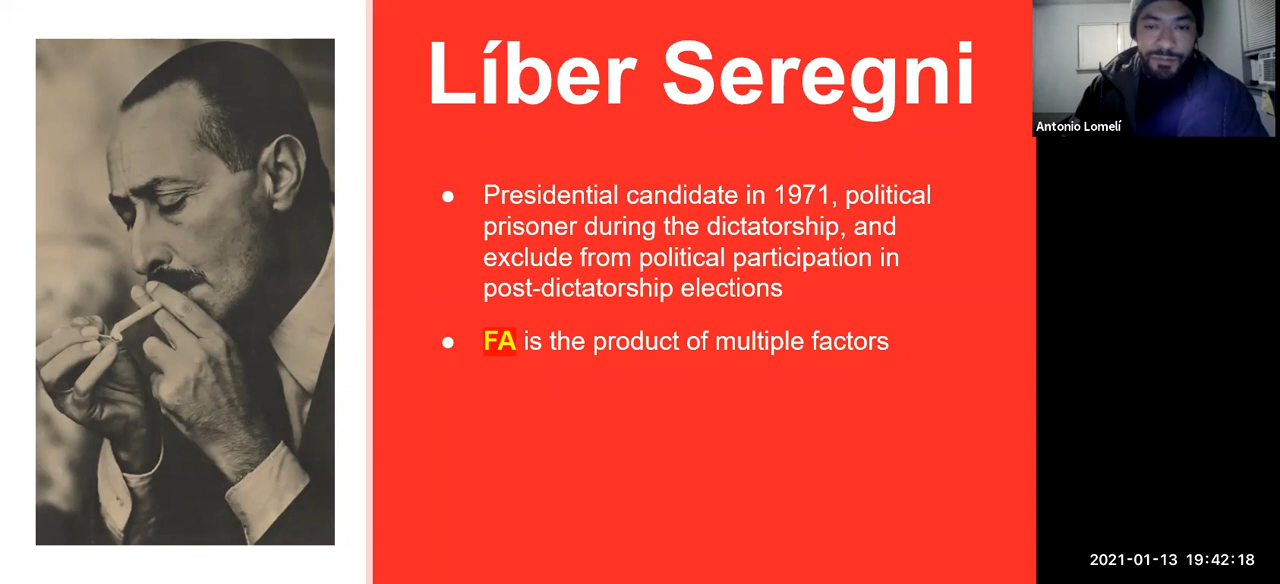 Líber Seregni
Antonio Lomelí
● Presidential candidate in 1971, political
prisoner during the dictatorship, and
exclude from political participation in
post-dictatorship elections
● FA is the product of multiple factors
2021-01-13 19:42:18